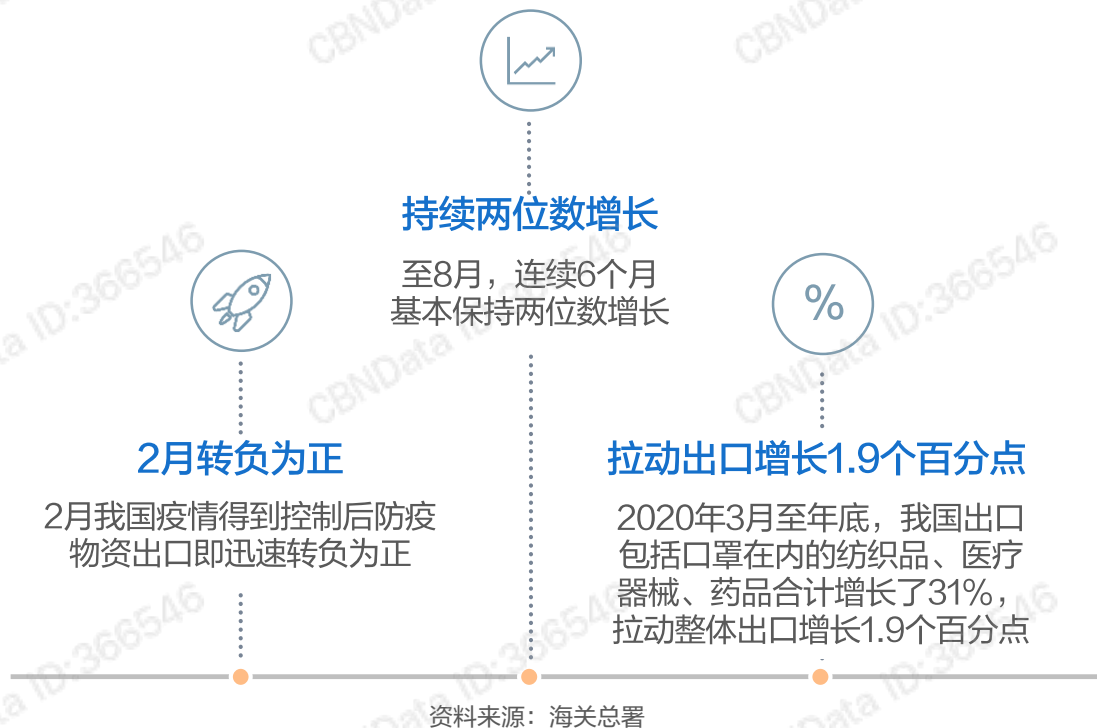 持续两位数增长
至8月，连续6个月
基本保持两位数增长
%
2月转负为正
2月我国疫情得到控制后防疫
物资出口即迅速转负为正
拉动出口增长1.9个百分点
2020年3月至年底，我国出口
包括口罩在内的纺织品、医疗
器械、药品合计增长了31%，
拉动整体出口增长1.9个百分点
资料来源：海关总署
CBNData ID:366546